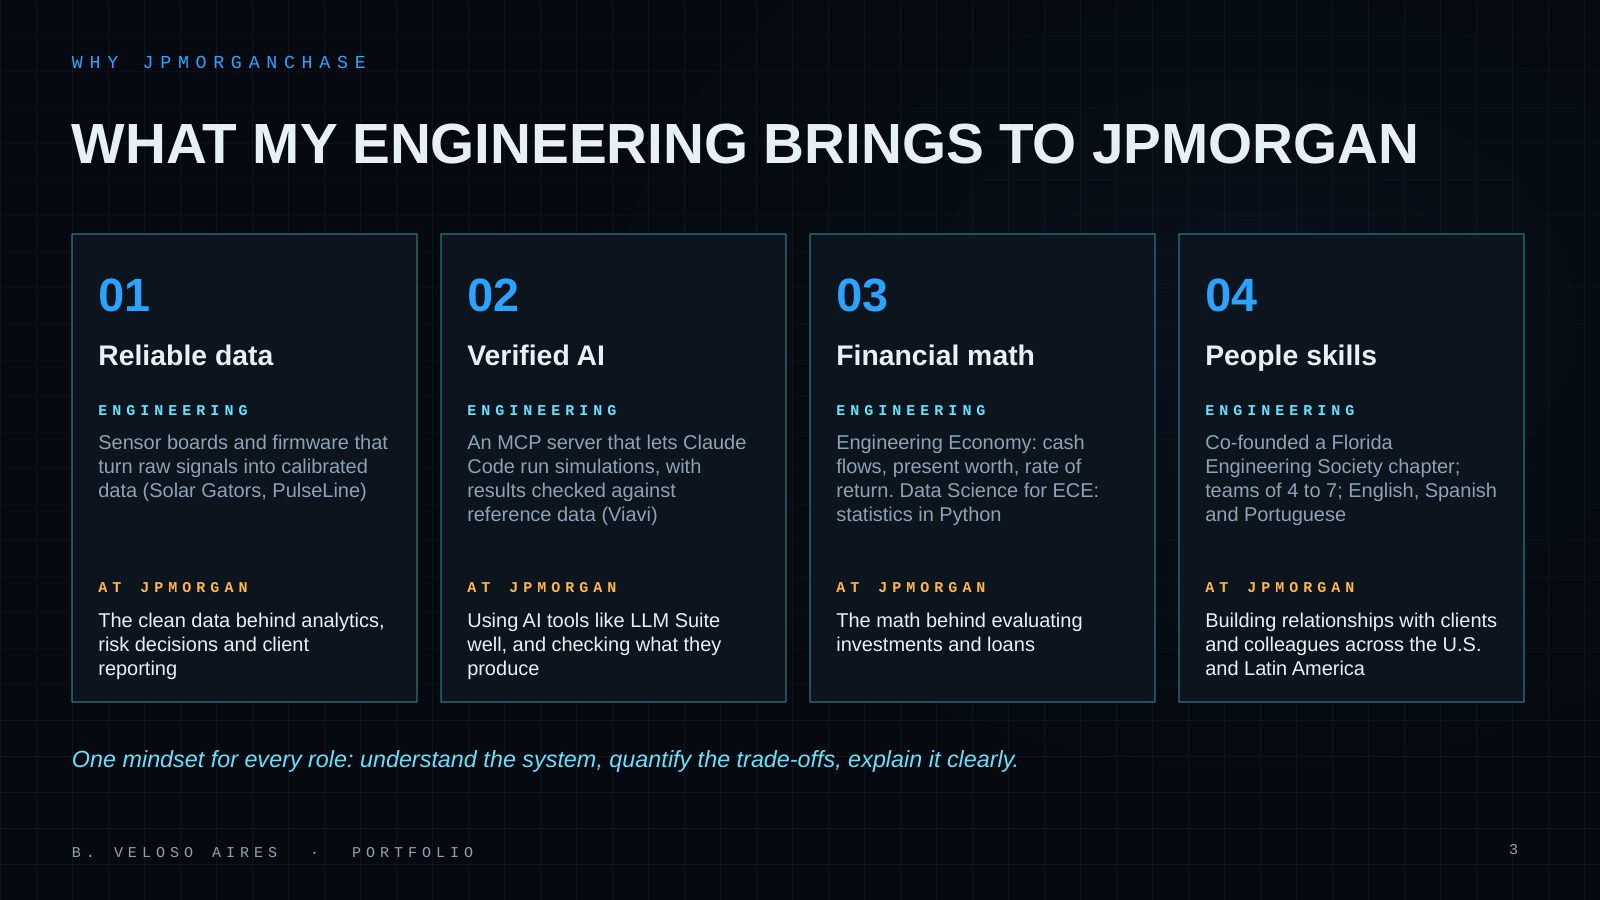 WHY JPMORGANCHASE
WHAT MY ENGINEERING BRINGS TO JPMORGAN
01
Reliable data
ENGINEERING
Sensor boards and firmware that
turn raw signals into calibrated
data (Solar Gators, PulseLine)
AT JPMORGAN
The clean data behind analytics,
risk decisions and client
reporting
02
Verified AI
ENGINEERING
An MCP server that lets Claude
Code run simulations, with
results checked against
reference data (Viavi)
AT JPMORGAN
Using AI tools like LLM Suite
well, and checking what they
produce
03
Financial math
ENGINEERING
Engineering Economy: cash
flows, present worth, rate of
return. Data Science for ECE:
statistics in Python
AT JPMORGAN
The math behind evaluating
investments and loans
04
People skills
ENGINEERING
Co-founded a Florida
Engineering Society chapter;
teams of 4 to 7; English, Spanish
and Portuguese
AT JPMORGAN
Building relationships with clients
and colleagues across the U.S.
and Latin America
One mindset for every role: understand the system, quantify the trade-offs, explain it clearly.
B. VELOSO AIRES · PORTFOLIO
3